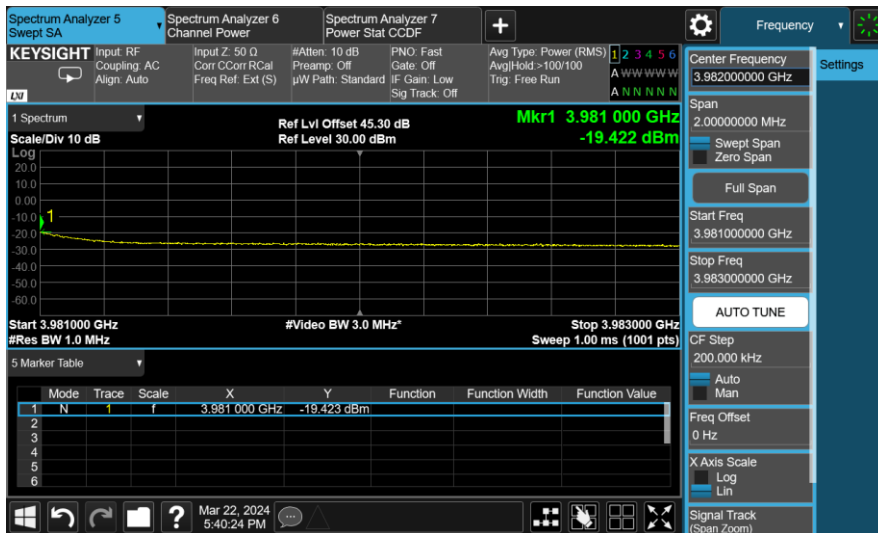 Spectrum Analyzer 5
Swept SA
Spectrum Analyzer 6
Channel Power
Spectrum Analyzer 7
Power Stat CCDF
+
Frequency
KEYSIGHT
LXI
Input: RF
Coupling: AC
Align: Auto
Input Z: 50 Ω
Corr CCorr RCal
Freq Ref: Ext (S)
#Atten: 10 dB
Preamp: Off
µW Path: Standard
PNO: Fast
Gate: Off
IF Gain: Low
Sig Track: Off
Avg Type: Power (RMS)
Avg|Hold:>100/100
Trig: Free Run
1 2 3 4 5 6
A W W W W W
A N N N N N
1 Spectrum
Scale/Div 10 dB
Ref Lvl Offset 45.30 dB
Ref Level 30.00 dBm
Mkr1 3.981 000 GHz
-19.422 dBm
Log
20.0
10.0
0.00
-10.0
-20.0
-30.0
-40.0
-50.0
-60.0
1
Start 3.981000 GHz
#Res BW 1.0 MHz
#Video BW 3.0 MHz*
Stop 3.983000 GHz
Sweep 1.00 ms (1001 pts)
5 Marker Table
Mode Trace Scale X Y Function Function Width Function Value
1 N 1 f 3.981 000 GHz -19.423 dBm
2
3
4
5
6
?
Mar 22, 2024
5:40:24 PM
Center Frequency
3.982000000 GHz
Settings
Span
2.00000000 MHz
Swept Span
Zero Span
Full Span
Start Freq
3.981000000 GHz
Stop Freq
3.983000000 GHz
AUTO TUNE
CF Step
200.000 kHz
Auto
Man
Freq Offset
0 Hz
X Axis Scale
Log
Lin
Signal Track
(Span Zoom)